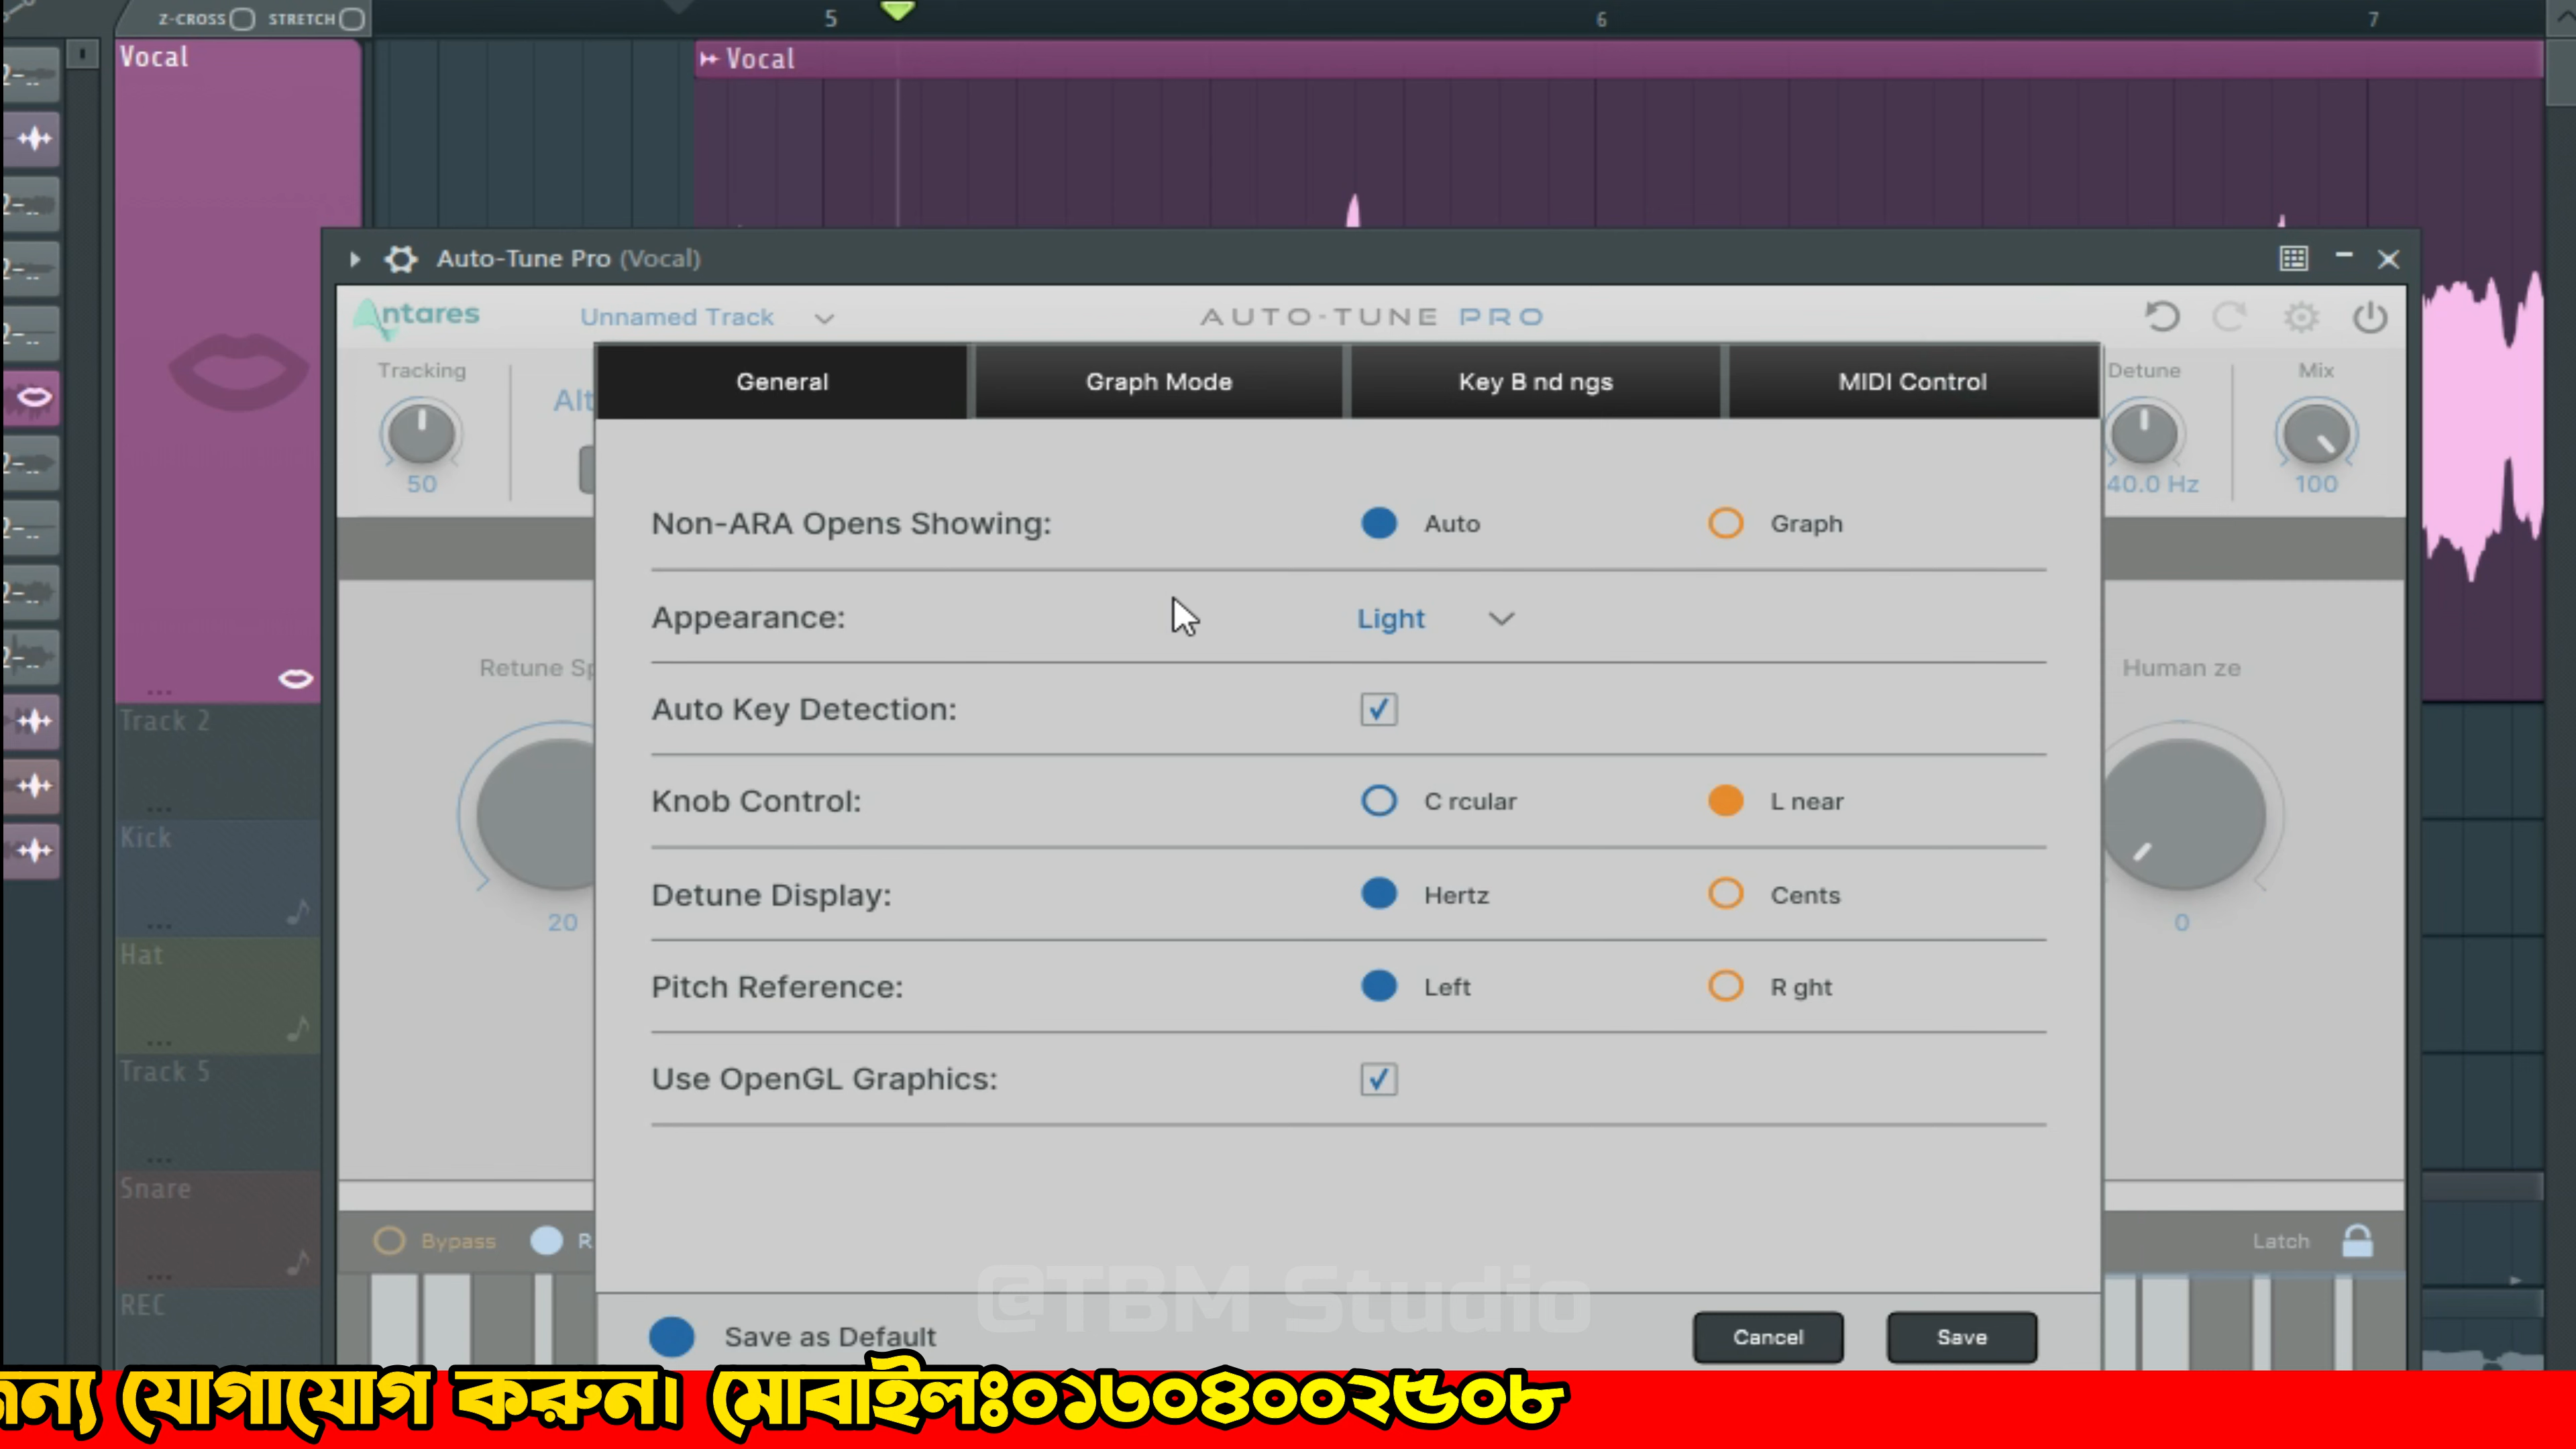 Z-CROSS STRETCH
5 6 7
Vocal
Vocal
Auto-Tune Pro (Vocal)
Antares Unnamed Track AUTO-TUNE PRO
Tracking
50
Alt
General Graph Mode Key B nd ngs MIDI Control
Detune Mix
40.0 Hz 100
Non-ARA Opens Showing: Auto Graph
Appearance: Light
Auto Key Detection:
Knob Control: C rcular L near
Detune Display: Hertz Cents
Pitch Reference: Left R ght
Use OpenGL Graphics:
Retune Sp
20
Human ze
0
Track 2
Kick
Hat
Track 5
Snare
REC
Bypass R
Latch
@TBM Studio
Save as Default Cancel Save
জন্য যোগাযোগ করুন। মোবাইলঃ০১৩০৪০০২৫০৮